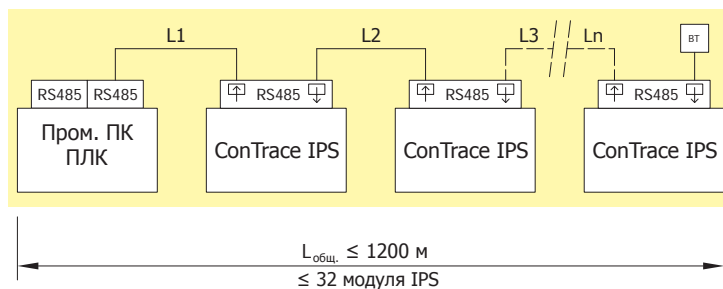 L1 L2 L3 Ln BT
RS485 RS485 RS485 RS485 RS485
Пром. ПК
ПЛК
ConTrace IPS ConTrace IPS ConTrace IPS
Lобщ. ≤ 1200 м
≤ 32 модуля IPS